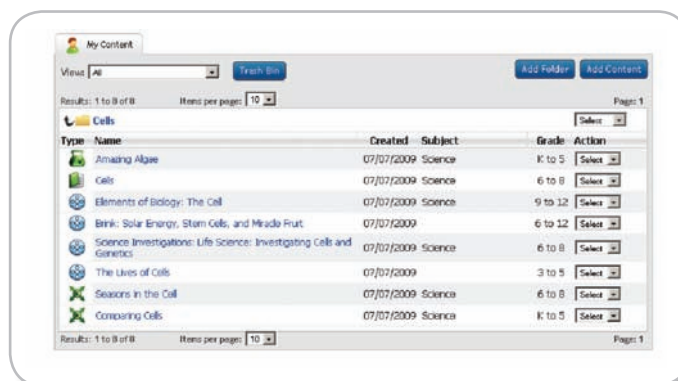 My Content
View: All Trash Bin Add Folder Add Content
Results: 1 to 8 of 8 Items per page: 10 Page: 1
Cells Select
Type Name Created Subject Grade Action
Amazing Algae 07/07/2009 Science K to 5 Select
Cells 07/07/2009 Science 6 to 8 Select
Elements of Biology: The Cell 07/07/2009 Science 9 to 12 Select
Brink: Solar Energy, Stem Cells, and Miracle Fruit 07/07/2009 6 to 12 Select
Science Investigations: Life Science: Investigating Cells and
Genetics 07/07/2009 Science 6 to 8 Select
The Lives of Cells 07/07/2009 3 to 5 Select
Seasons in the Cell 07/07/2009 Science 6 to 8 Select
Comparing Cells 07/07/2009 Science K to 5 Select
Results: 1 to 8 of 8 Items per page: 10 Page: 1